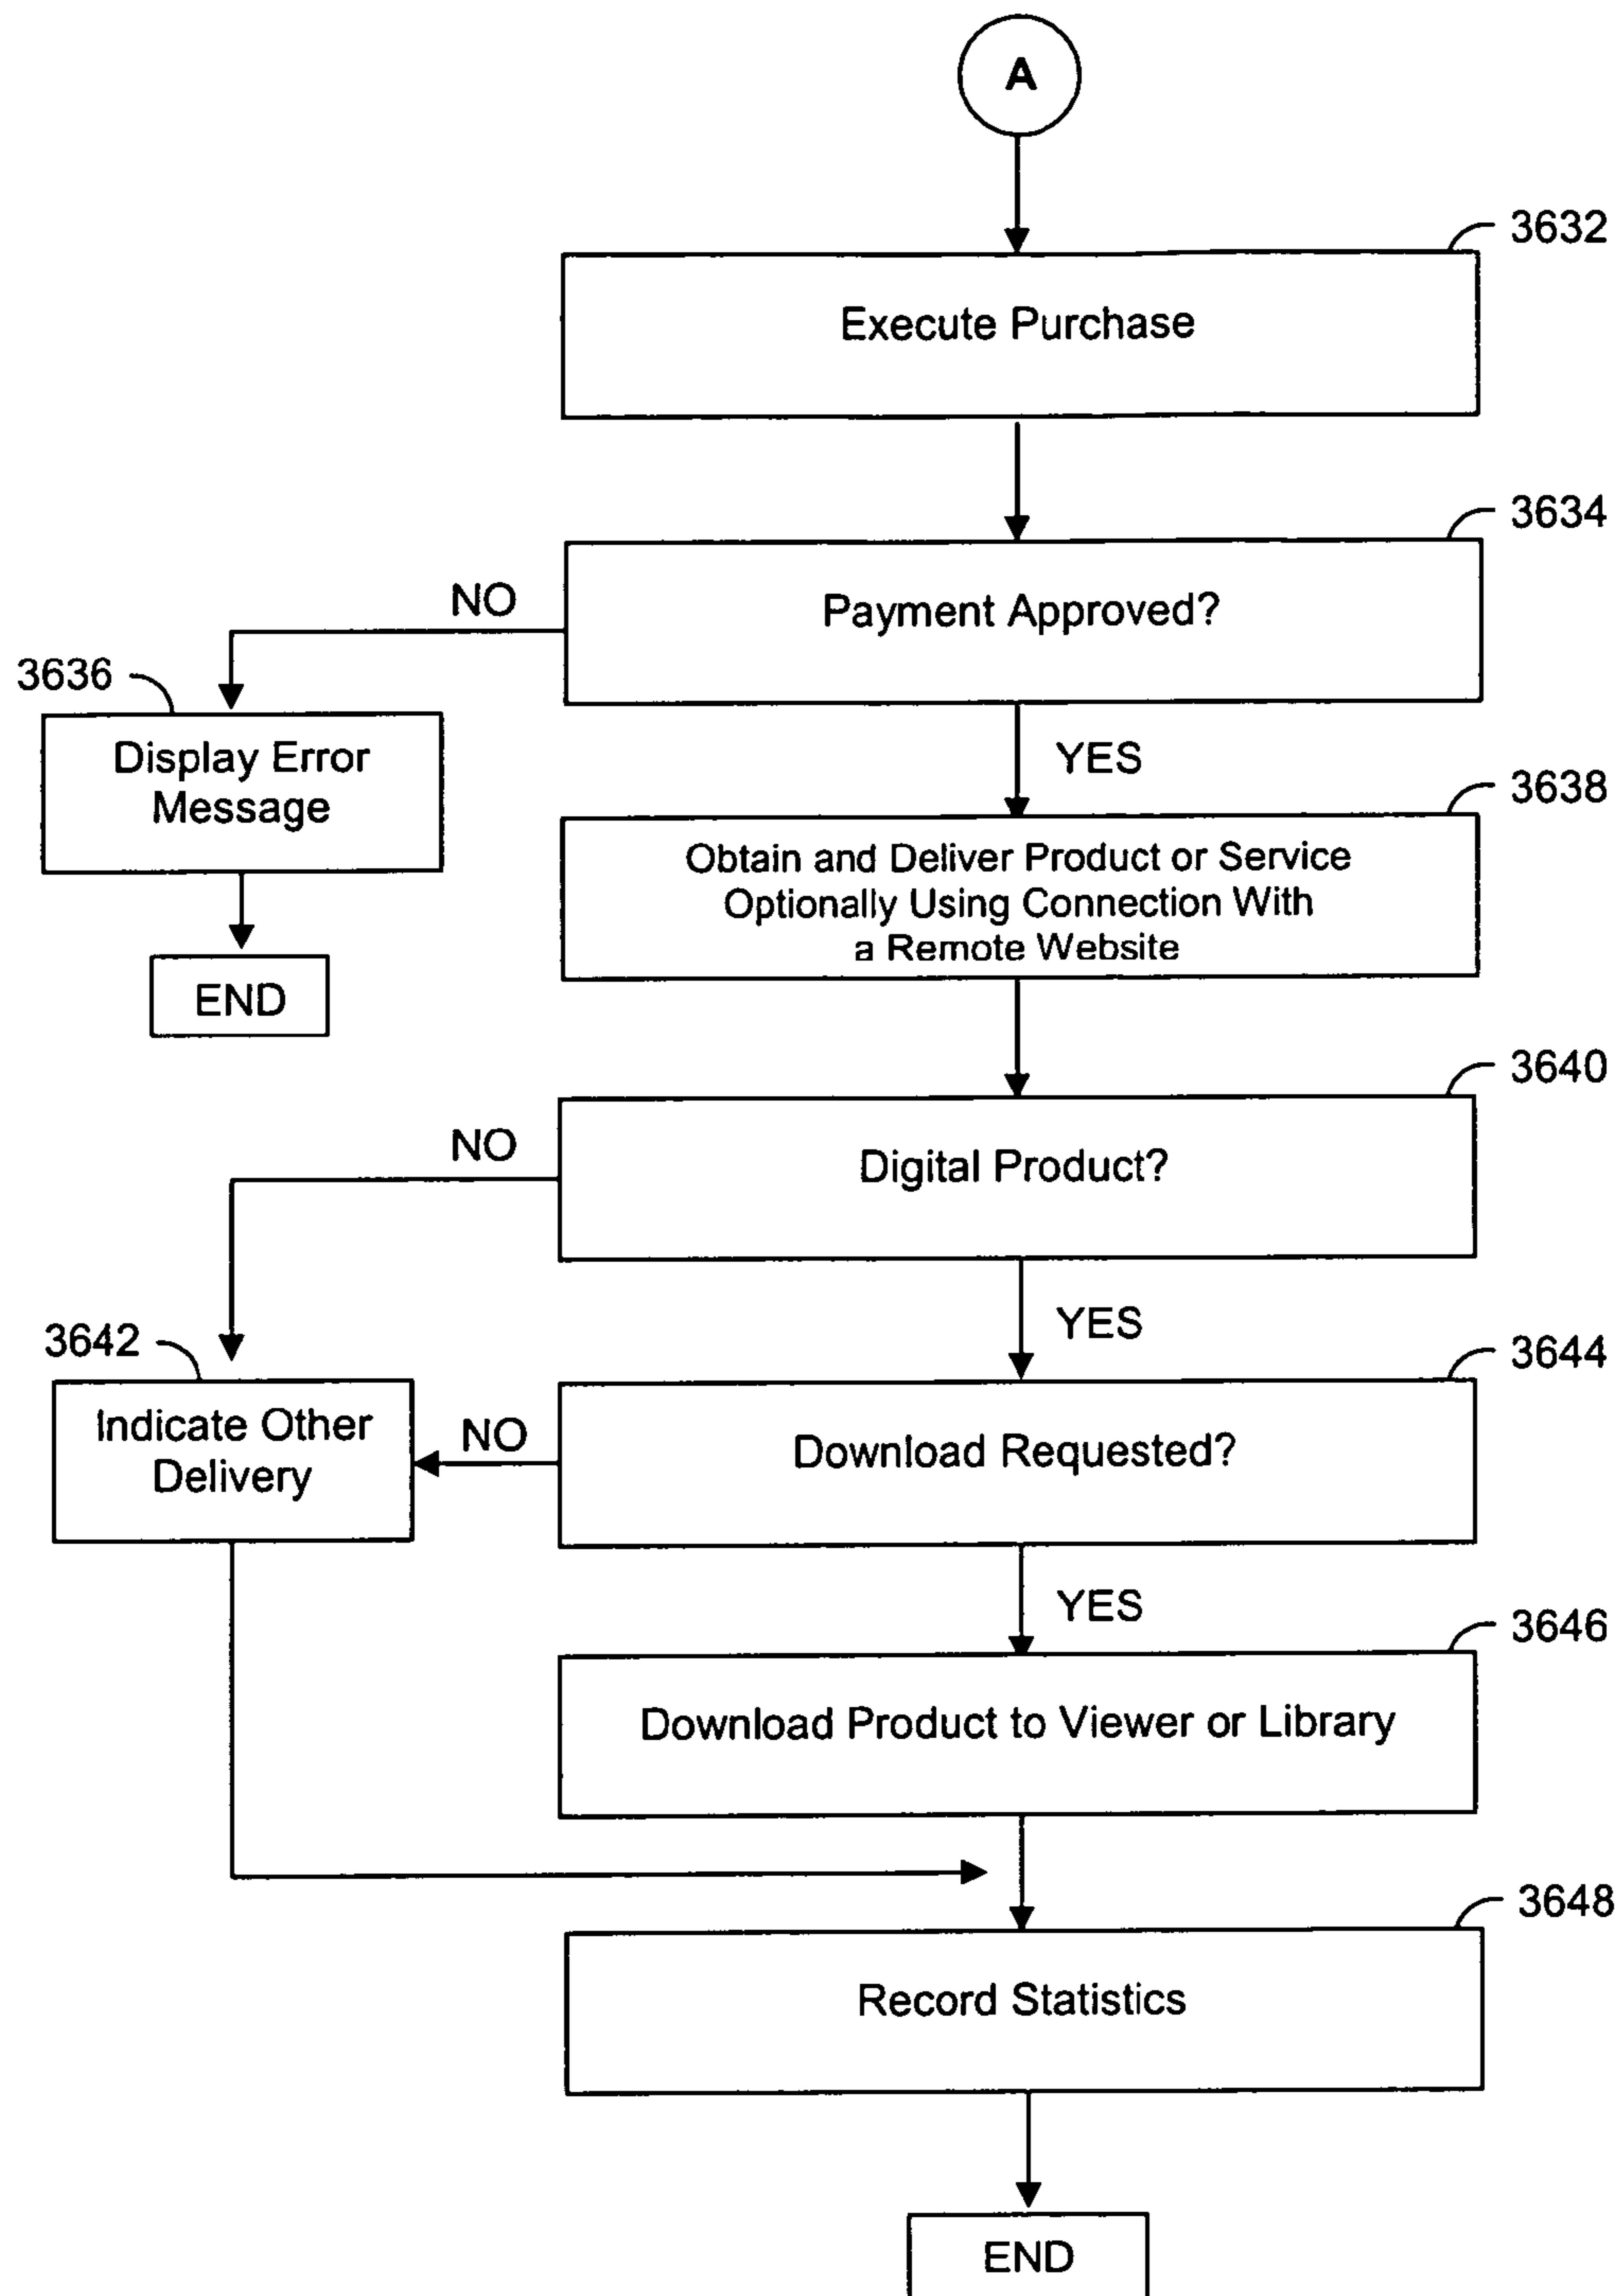 A
3632
Execute Purchase
3634
Payment Approved?
NO
3636
Display Error
Message
END
YES
3638
Obtain and Deliver Product or Service
Optionally Using Connection With
a Remote Website
3640
Digital Product?
NO
3642
Indicate Other
Delivery
YES
3644
Download Requested?
NO
YES
3646
Download Product to Viewer or Library
3648
Record Statistics
END